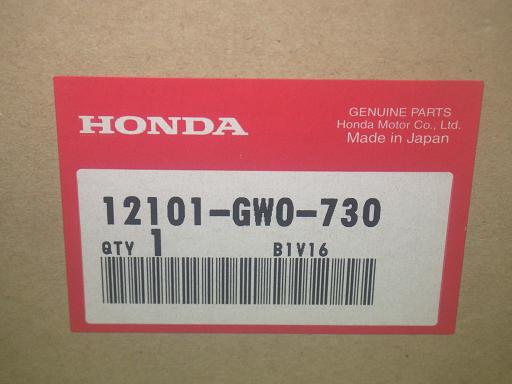 HONDA
GENUINE PARTS
Honda Motor Co., Ltd.
Made in Japan
12101-GW0-730
QTY 1 B1V16